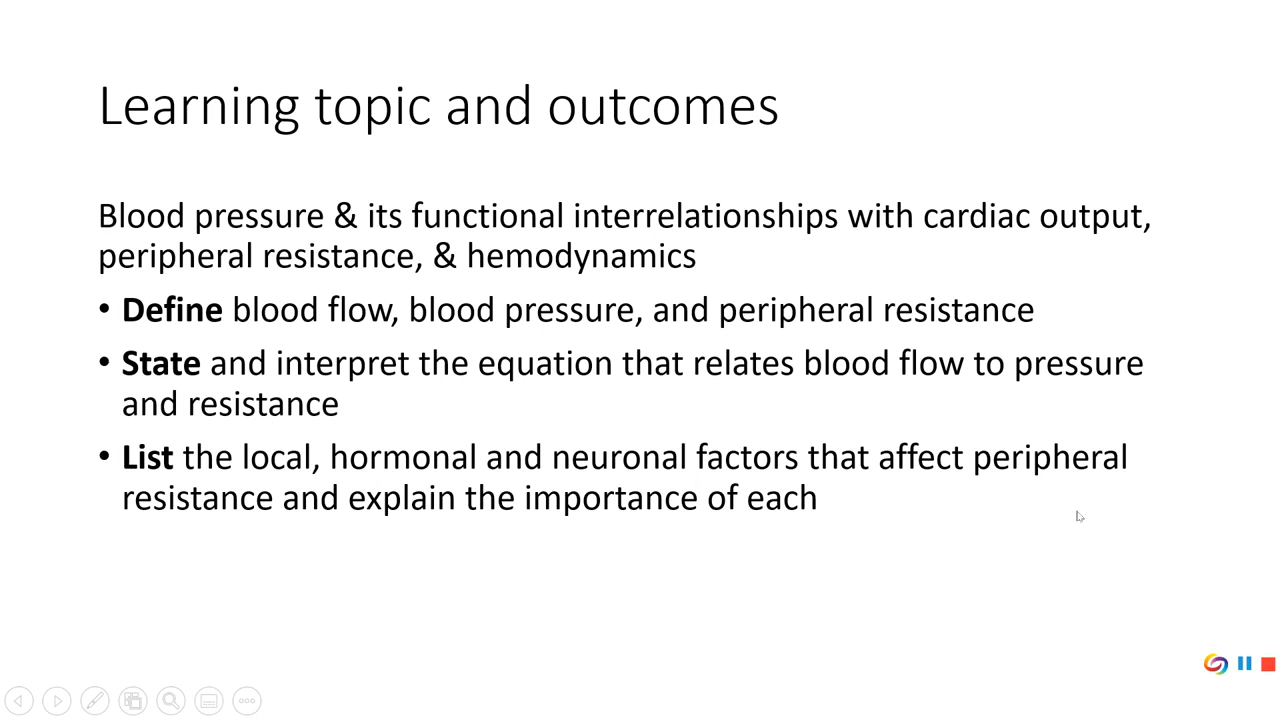 Learning topic and outcomes
Blood pressure & its functional interrelationships with cardiac output,
peripheral resistance, & hemodynamics
• Define blood flow, blood pressure, and peripheral resistance
• State and interpret the equation that relates blood flow to pressure
and resistance
• List the local, hormonal and neuronal factors that affect peripheral
resistance and explain the importance of each